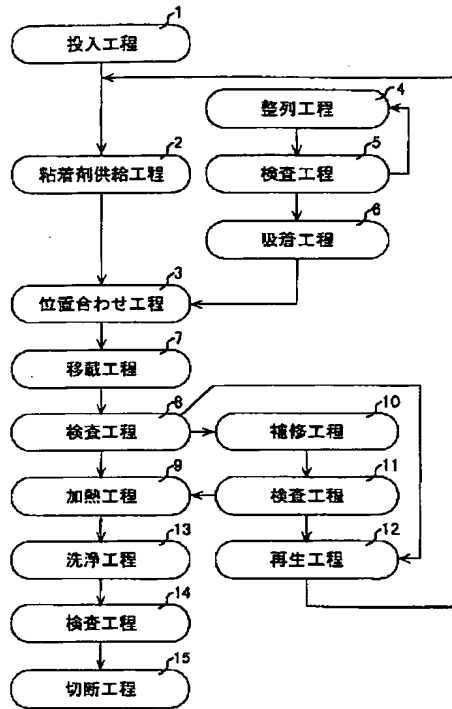 1
投入工程
4
整列工程
2
粘着剤供給工程
5
検査工程
6
吸着工程
3
位置合わせ工程
7
移載工程
8
検査工程
10
補修工程
9
加熱工程
11
検査工程
13
洗浄工程
12
再生工程
14
検査工程
15
切断工程